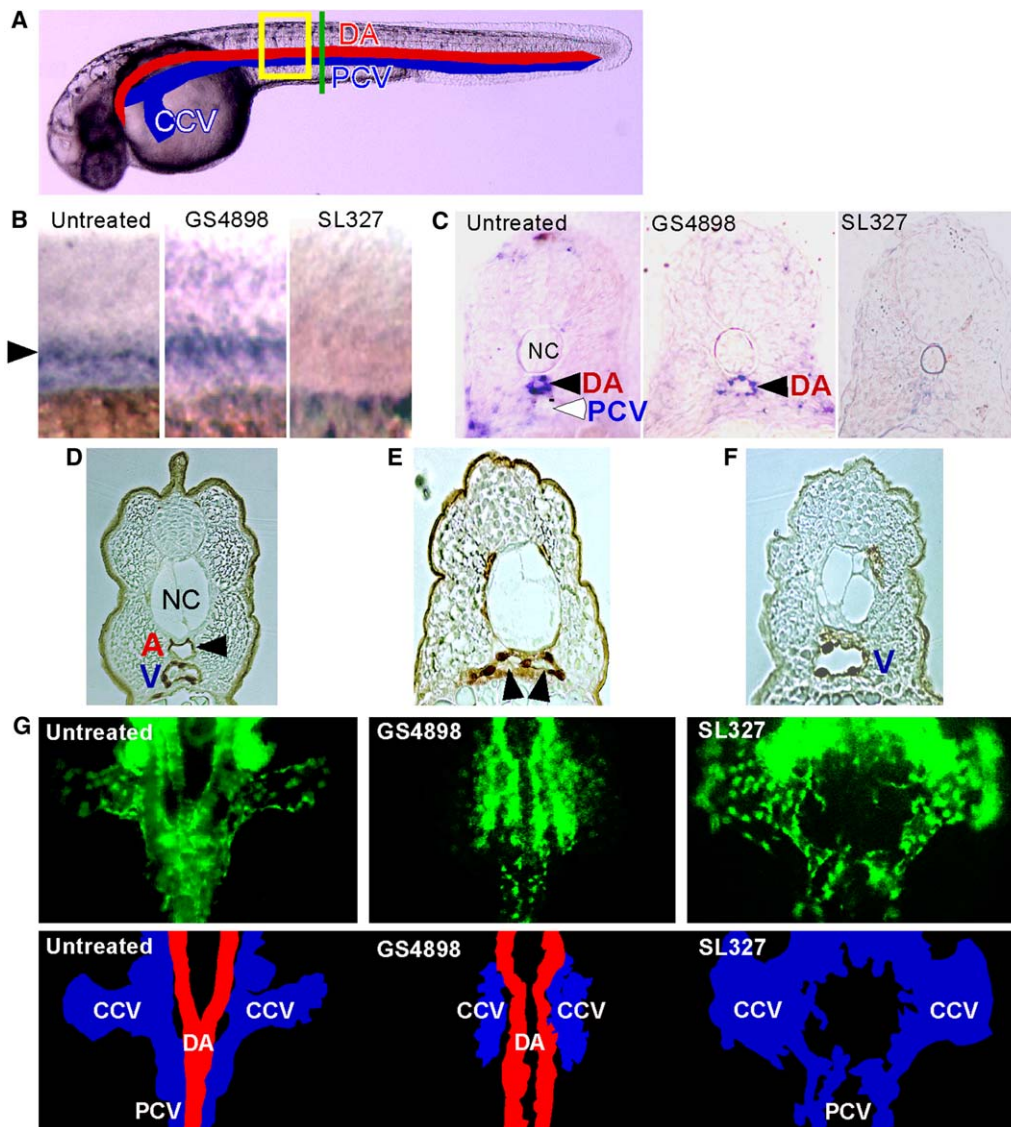 A
DA
PCV
CCV
B
Untreated
GS4898
SL327
C
Untreated
GS4898
SL327
NC
DA
PCV
DA
D
E
F
NC
A
V
V
G
Untreated
GS4898
SL327
Untreated
GS4898
SL327
CCV
CCV
DA
PCV
CCV
CCV
DA
CCV
CCV
PCV